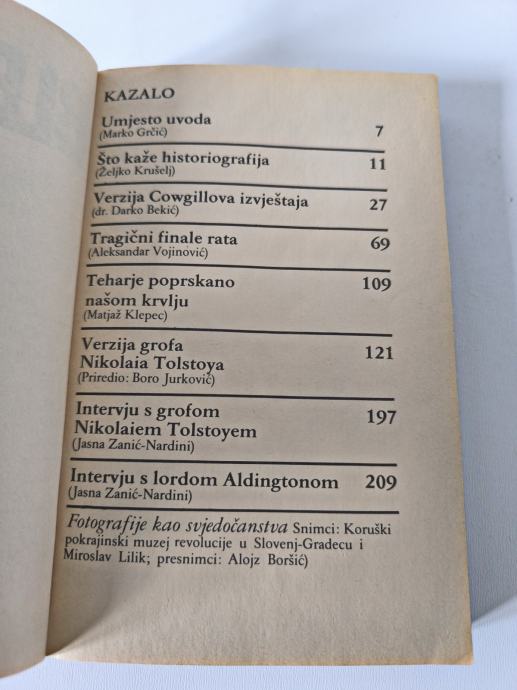 KAZALO
Umjesto uvoda 7
(Marko Grčić)
Što kaže historiografija 11
(Željko Krušelj)
Verzija Cowgillova izvještaja 27
(dr. Darko Bekić)
Tragični finale rata 69
(Aleksandar Vojinović)
Teharje poprskano 109
našom krvlju
(Matjaž Klepec)
Verzija grofa 121
Nikolaia Tolstoya
(Priredio: Boro Jurković)
Intervju s grofom 197
Nikolaiem Tolstoyem
(Jasna Zanić-Nardini)
Intervju s lordom Aldingtonom 209
(Jasna Zanić-Nardini)
Fotografije kao svjedočanstva Snimci: Koruški
pokrajinski muzej revolucije u Slovenj-Gradecu i
Miroslav Lilik; presnimci: Alojz Boršić)